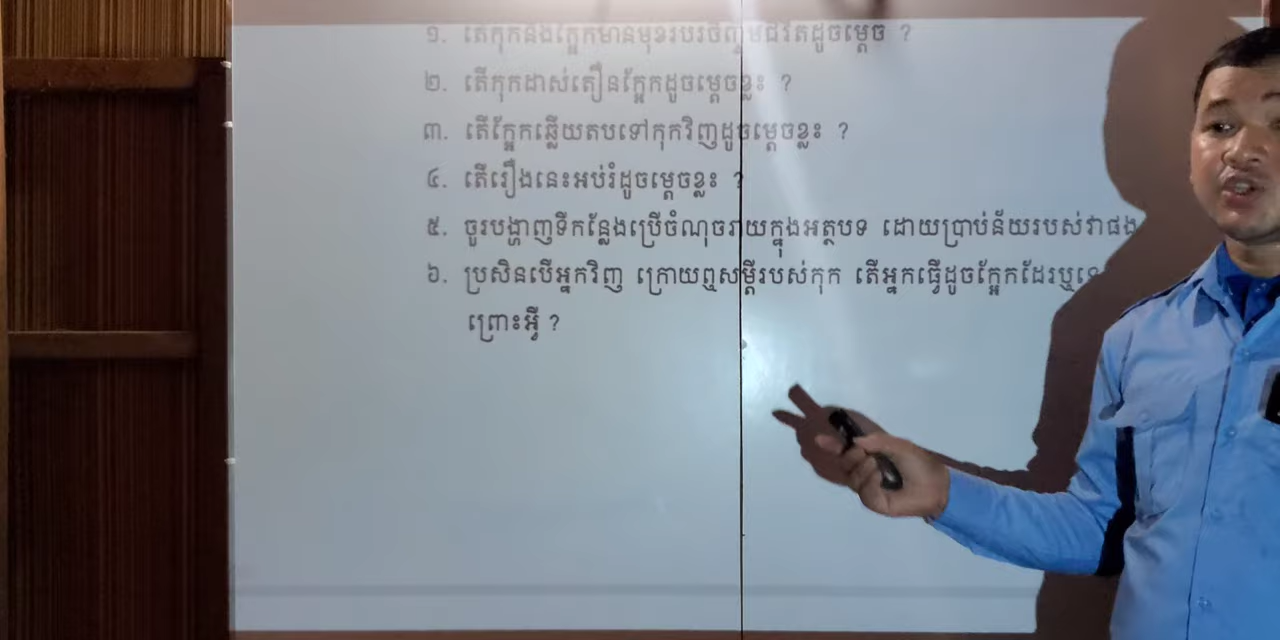 ១. តើកុកនិងក្អែកមានមុខរបរចិញ្ចឹមជីវិតដូចម្ដេច ?
២. តើកុកដាស់តឿនក្អែកដូចម្ដេចខ្លះ ?
៣. តើក្អែកឆ្លើយតបទៅកុកវិញដូចម្ដេចខ្លះ ?
៤. តើរឿងនេះអប់រំដូចម្ដេចខ្លះ ?
៥. ចូរបង្ហាញទីកន្លែងប្រើចំណុចរាយក្នុងអត្ថបទ ដោយប្រាប់ន័យរបស់វាផង
៦. ប្រសិនបើអ្នកវិញ ក្រោយឮសម្ដីរបស់កុក តើអ្នកធ្វើដូចក្អែកដែរឬទេ
ព្រោះអ្វី ?